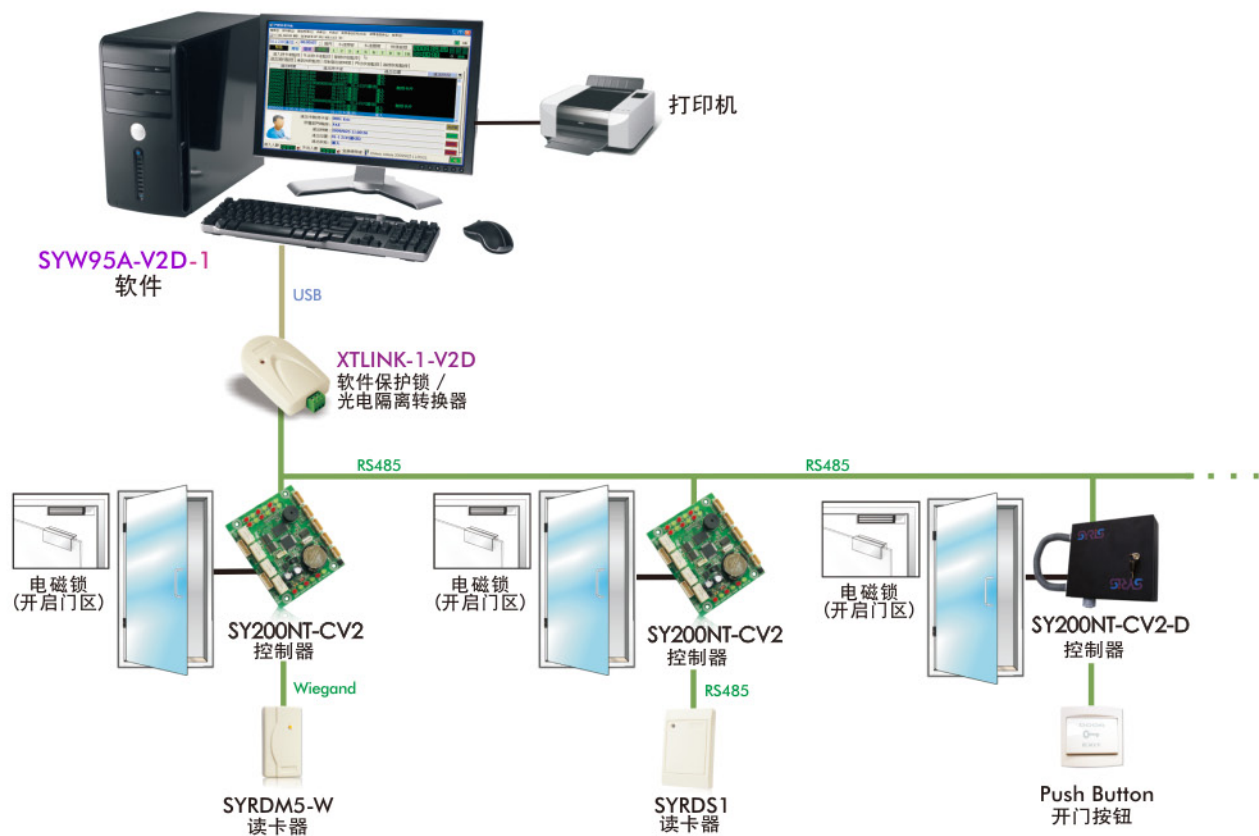 打印机
SYW95A-V2D-1
软件
USB
XTLINK-1-V2D
软件保护锁 /
光电隔离转换器
RS485
RS485
电磁锁
(开启门区)
SY200NT-CV2
控制器
电磁锁
(开启门区)
SY200NT-CV2
控制器
电磁锁
(开启门区)
SYRIS
SYRIS
SY200NT-CV2-D
控制器
Wiegand
RS485
SYRDM5-W
读卡器
SYRDS1
读卡器
Push Button
开门按钮